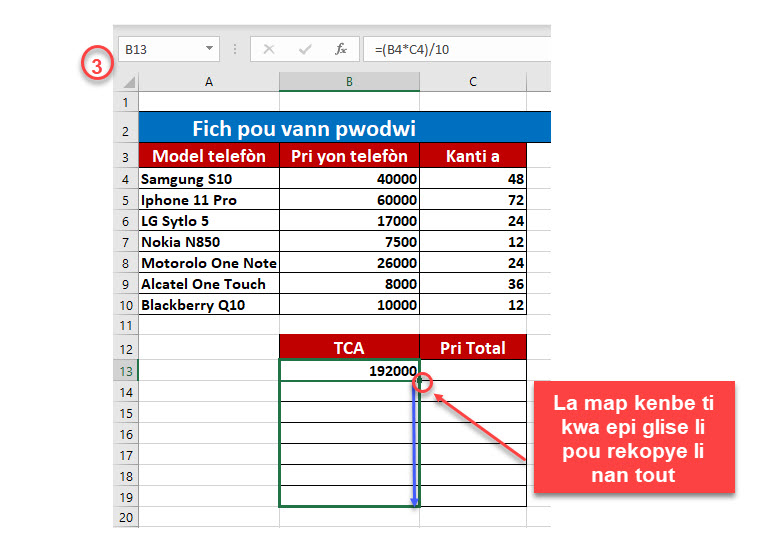 B13 fx =(B4*C4)/10
3
A B C
1
2 Fich pou vann pwodwi
3 Model telefòn Pri yon telefòn Kanti a
4 Samgung S10 40000 48
5 Iphone 11 Pro 60000 72
6 LG Sytlo 5 17000 24
7 Nokia N850 7500 12
8 Motorolo One Note 26000 24
9 Alcatel One Touch 8000 36
10 Blackberry Q10 10000 12
11
12 TCA Pri Total
13 192000
14
15
16
17
18
19
20
La map kenbe ti
kwa epi glise li
pou rekopye li
nan tout